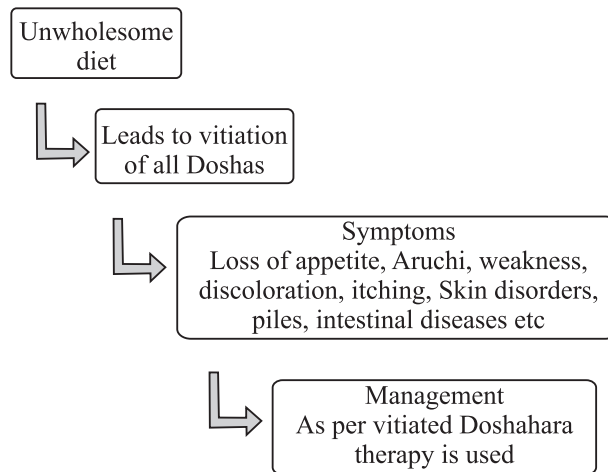 Unwholesome
diet
Leads to vitiation
of all Doshas
Symptoms
Loss of appetite, Aruchi, weakness,
discoloration, itching, Skin disorders,
piles, intestinal diseases etc
Management
As per vitiated Doshahara
therapy is used